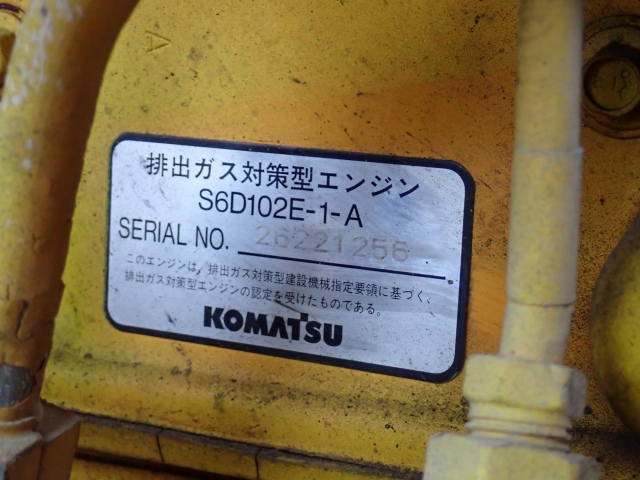 排出ガス対策型エンジン
S6D102E-1-A
SERIAL NO. 26221256
このエンジンは、排出ガス対策型建設機械指定要領に基づく、
排出ガス対策型エンジンの認定を受けたものである。
KOMATSU
A